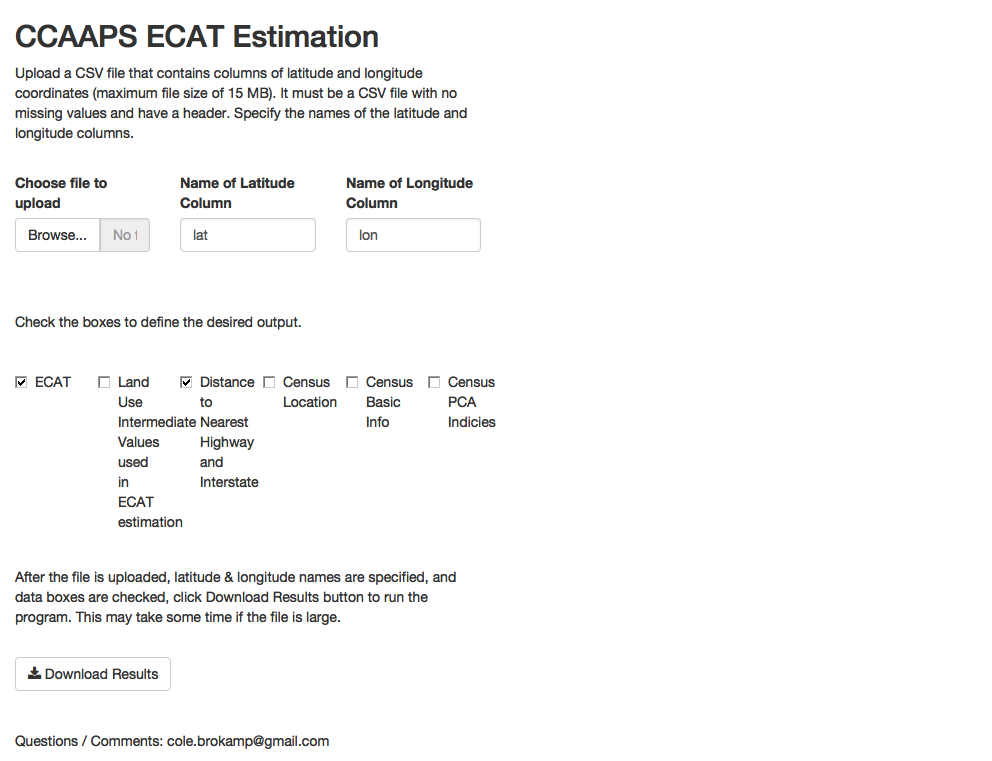 CCAAPS ECAT Estimation
Upload a CSV file that contains columns of latitude and longitude
coordinates (maximum file size of 15 MB). It must be a CSV file with no
missing values and have a header. Specify the names of the latitude and
longitude columns.
Choose file to
upload
Browse... No f
Name of Latitude
Column
lat
Name of Longitude
Column
lon
Check the boxes to define the desired output.
ECAT
Land
Use
Intermediate
Values
used
in
ECAT
estimation
Distance
to
Nearest
Highway
and
Interstate
Census
Location
Census
Basic
Info
Census
PCA
Indicies
After the file is uploaded, latitude & longitude names are specified, and
data boxes are checked, click Download Results button to run the
program. This may take some time if the file is large.
Download Results
Questions / Comments: cole.brokamp@gmail.com